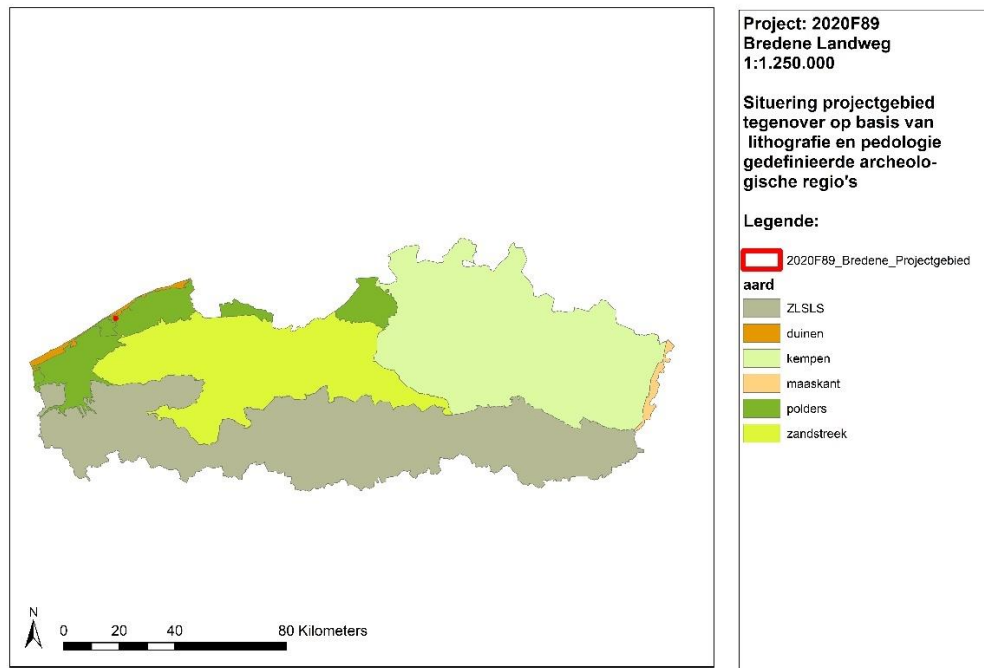 Project: 2020F89
Bredene Landweg
1:1.250.000
Situering projectgebied
tegenover op basis van
lithografie en pedologie
gedefinieerde archeolo-
gische regio's
Legende:
2020F89_Bredene_Projectgebied
aard
ZLSLS
duinen
kempen
maaskant
polders
zandstreek
N
0 20 40 80 Kilometers